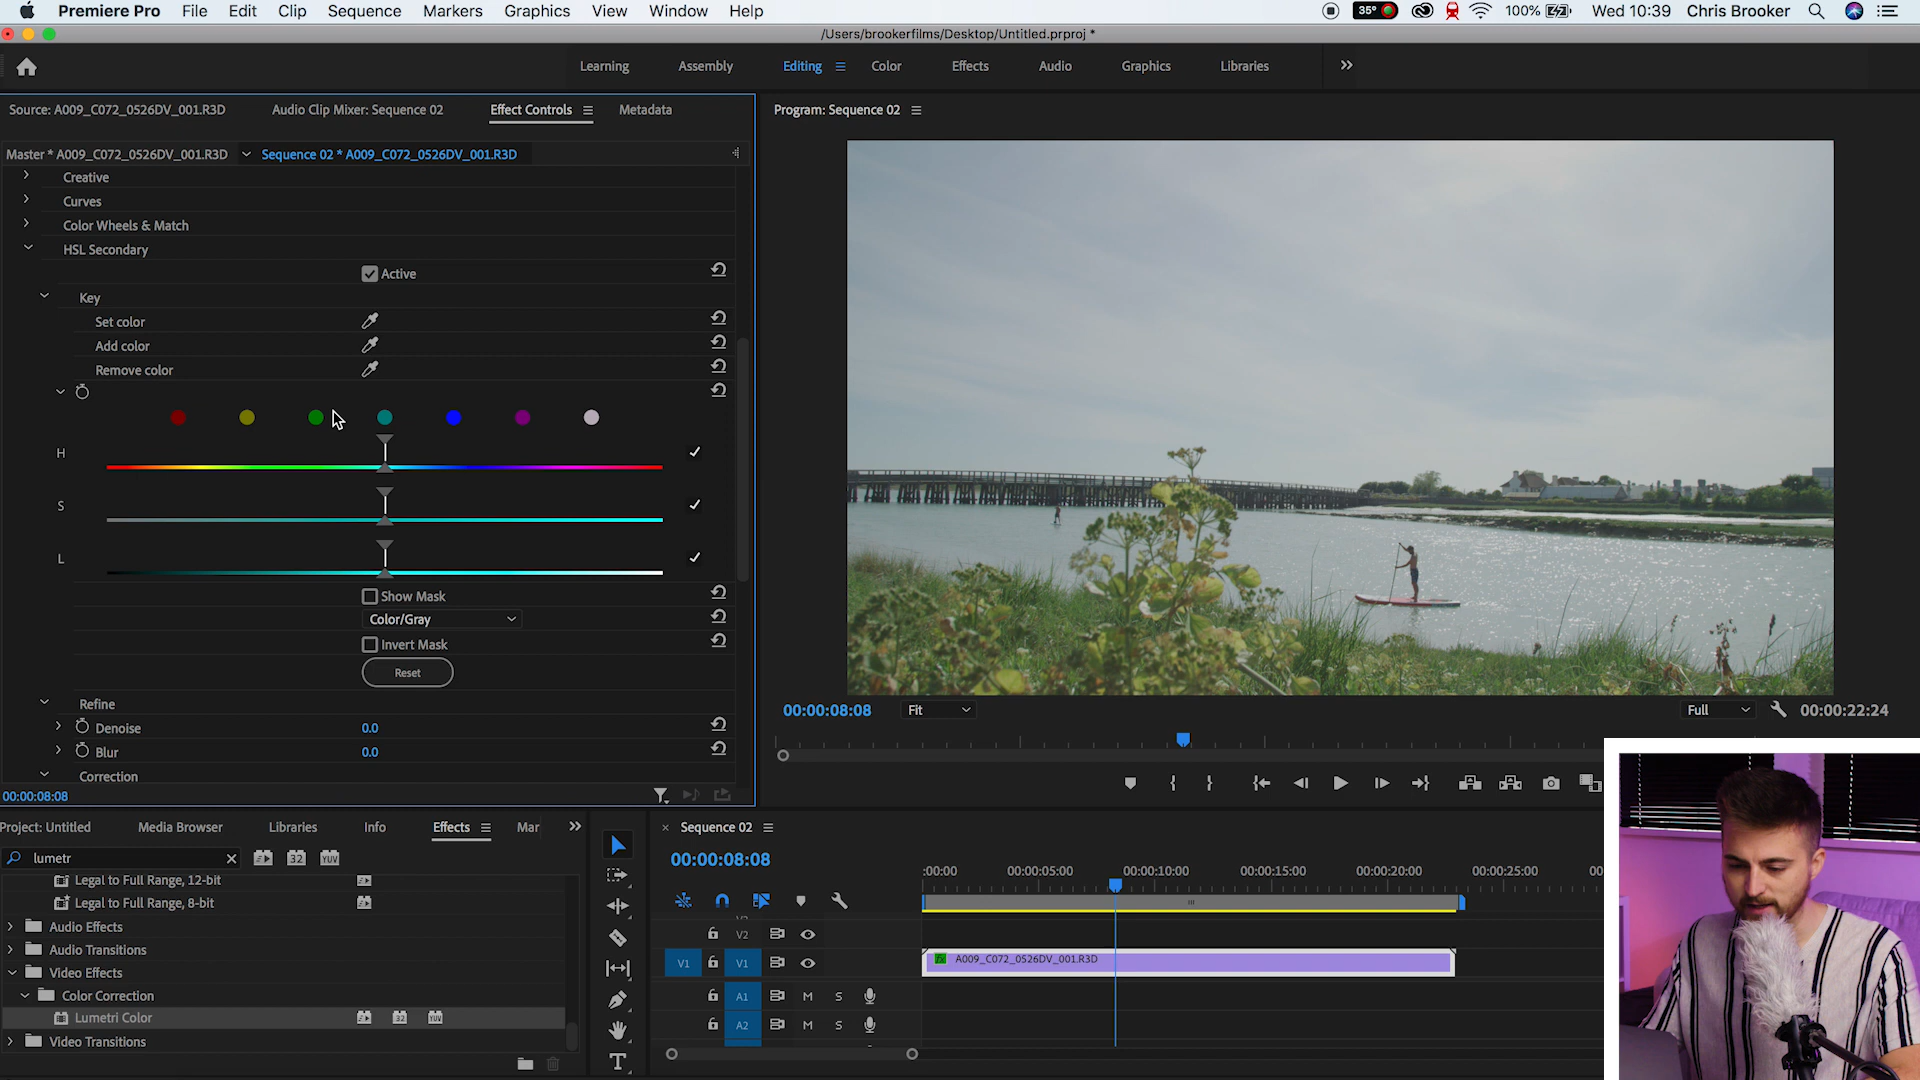 Premiere Pro File Edit Clip Sequence Markers Graphics View Window Help 35° 100% Wed 10:39 Chris Brooker
/Users/brookerfilms/Desktop/Untitled.prproj *
Learning Assembly Editing Color Effects Audio Graphics Libraries
Source: A009_C072_0526DV_001.R3D Audio Clip Mixer: Sequence 02 Effect Controls Metadata
Program: Sequence 02
Master * A009_C072_0526DV_001.R3D Sequence 02 * A009_C072_0526DV_001.R3D
Creative
Curves
Color Wheels & Match
HSL Secondary
Active
Key
Set color
Add color
Remove color
H
S
L
Show Mask
Color/Gray
Invert Mask
Reset
Refine
Denoise 0.0
Blur 0.0
Correction
00:00:08:08
00:00:08:08 Fit Full 00:00:22:24
Project: Untitled Media Browser Libraries Info Effects Mar
lumetr 32 YUV
Legal to Full Range, 12-bit
Legal to Full Range, 8-bit
Audio Effects
Audio Transitions
Video Effects
Color Correction
Lumetri Color 32 YUV
Video Transitions
Sequence 02
00:00:08:08
:00:00 00:00:05:00 00:00:10:00 00:00:15:00 00:00:20:00 00:00:25:00 00
V2
V1 V1 A009_C072_0526DV_001.R3D
A1 M S
A2 M S